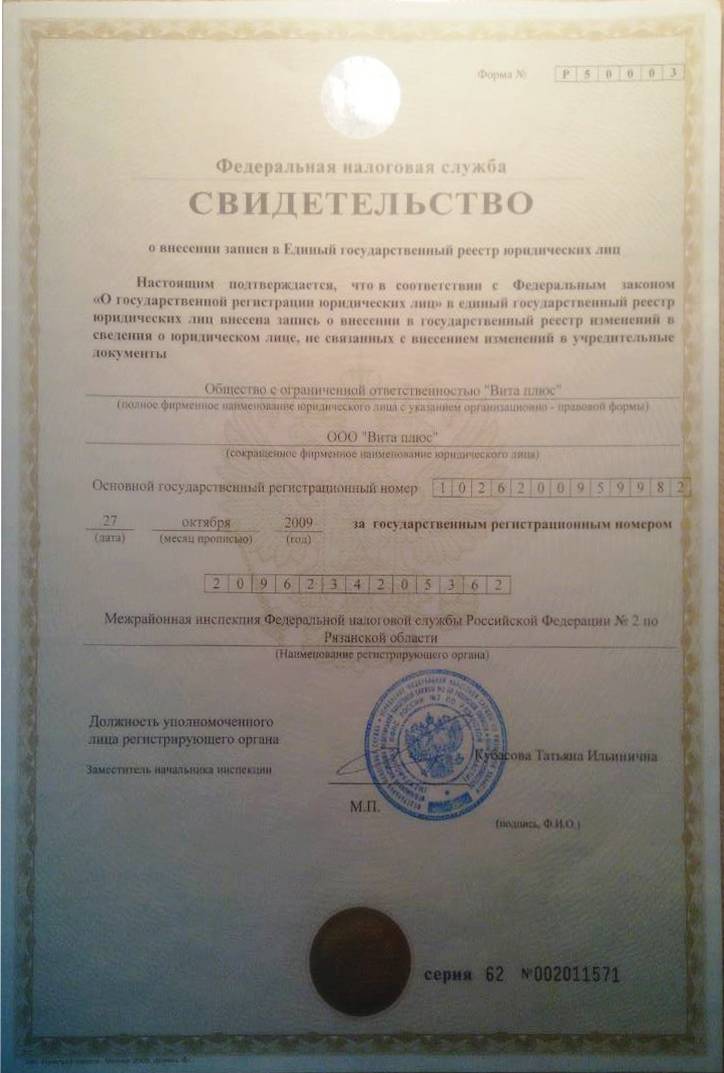 Форма № Р50003
Федеральная налоговая служба
СВИДЕТЕЛЬСТВО
о внесении записи в Единый государственный реестр юридических лиц
Настоящим подтверждается, что в соответствии с Федеральным законом
«О государственной регистрации юридических лиц» в единый государственный реестр
юридических лиц внесена запись о внесении в государственный реестр изменений в
сведения о юридическом лице, не связанных с внесением изменений в учредительные
документы
Общество с ограниченной ответственностью "Вита плюс"
(полное фирменное наименование юридического лица с указанием организационно - правовой формы)
ООО "Вита плюс"
(сокращенное фирменное наименование юридического лица)
Основной государственный регистрационный номер 1026200959982
27 октября 2009 за государственным регистрационным номером
(дата) (месяц прописью) (год)
2096234205362
Межрайонная инспекция Федеральной налоговой службы Российской Федерации № 2 по
Рязанской области
(Наименование регистрирующего органа)
Должность уполномоченного
лица регистрирующего органа
Заместитель начальника инспекции
Кубасова Татьяна Ильинична
М.П.
(подпись, Ф.И.О.)
серия 62 №002011571